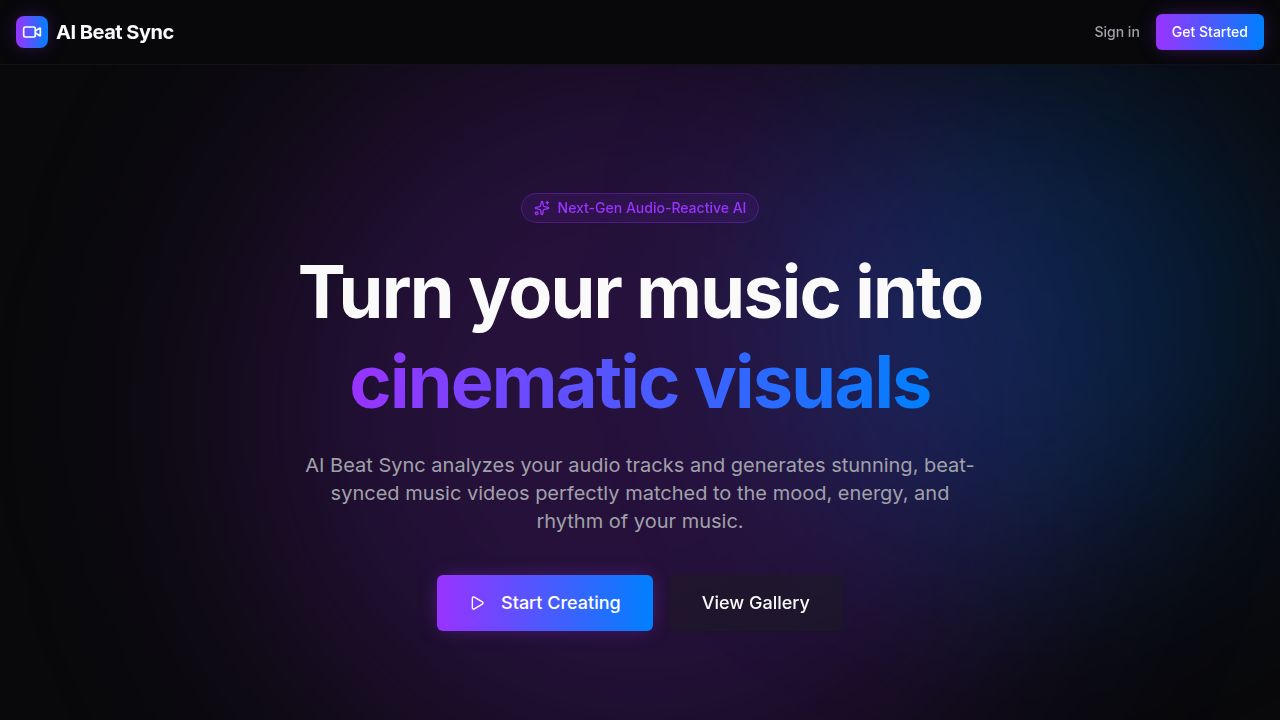 AI Beat Sync
Sign in
Get Started
Next-Gen Audio-Reactive AI
Turn your music into
cinematic visuals
AI Beat Sync analyzes your audio tracks and generates stunning, beat-
synced music videos perfectly matched to the mood, energy, and
rhythm of your music.
Start Creating
View Gallery